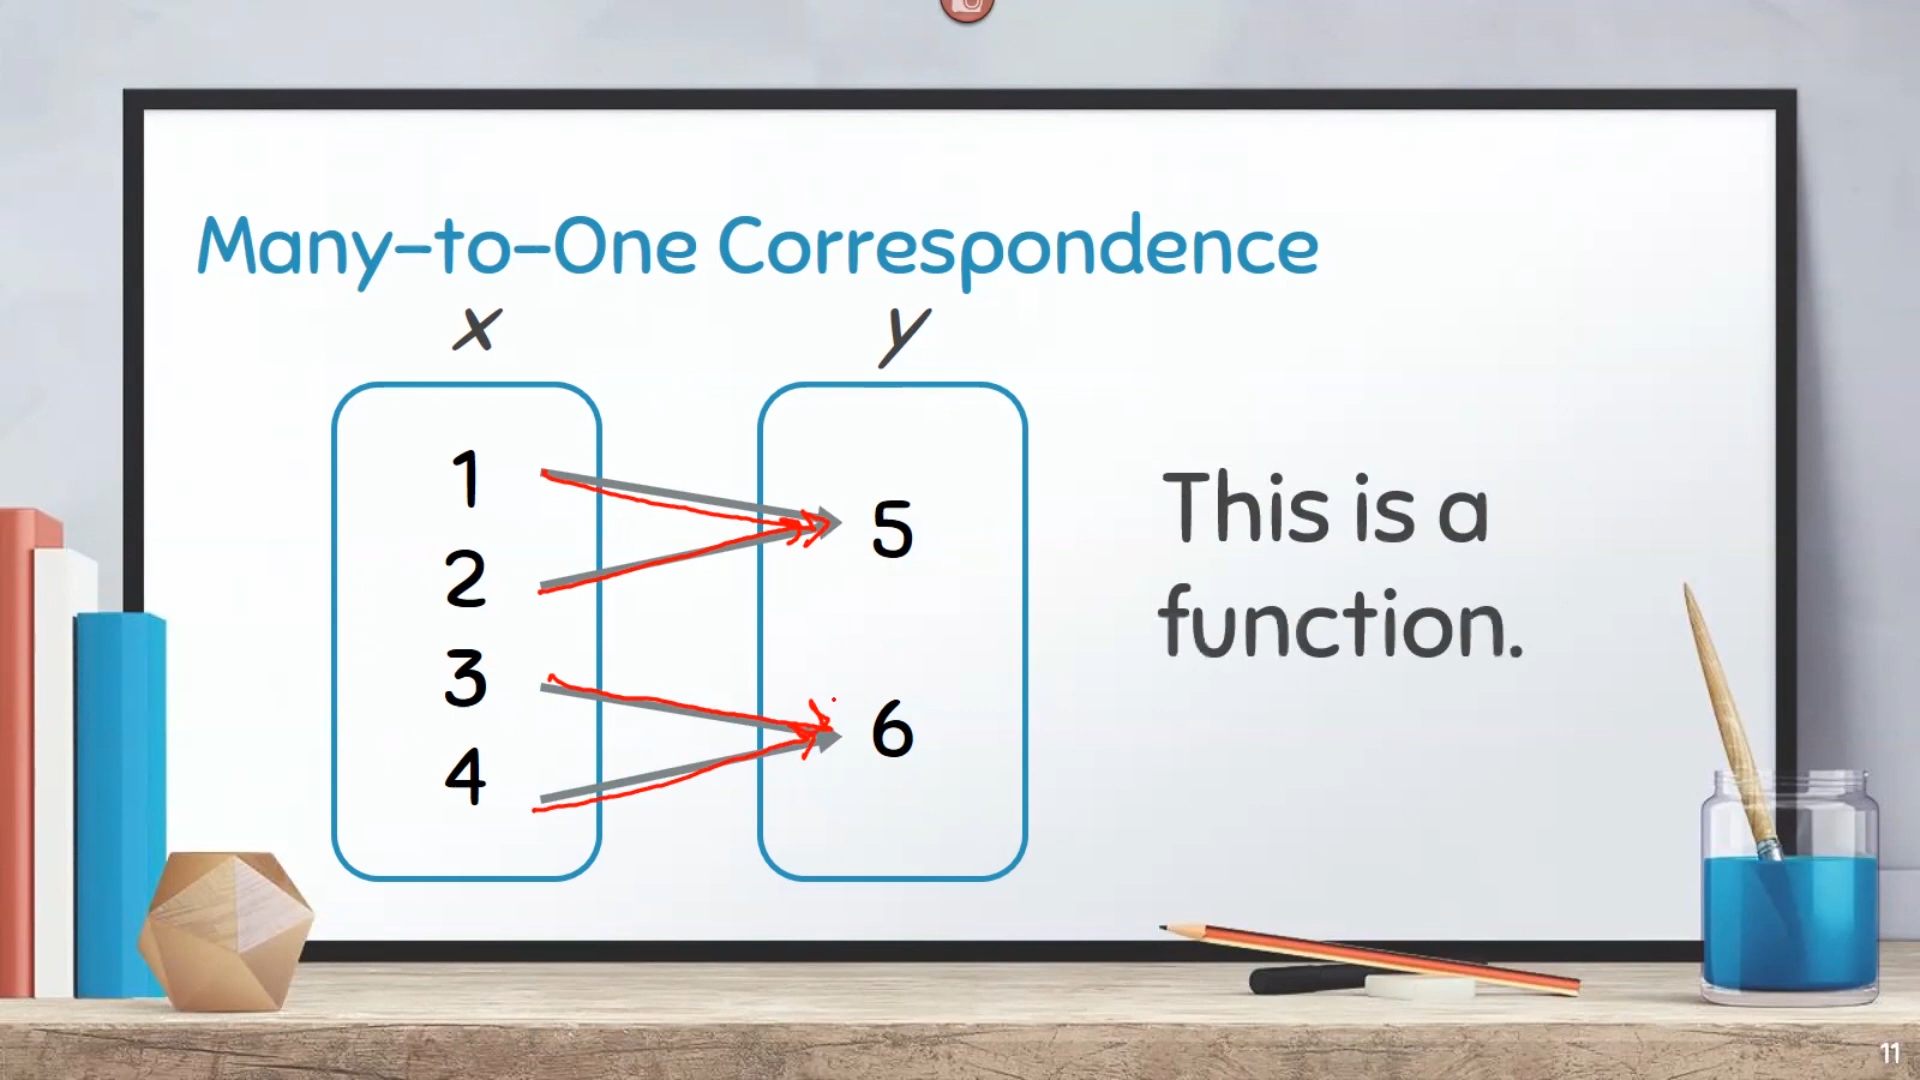 Many-to-One Correspondence
x y
1
2
3
4
5
6
This is a
function.
11